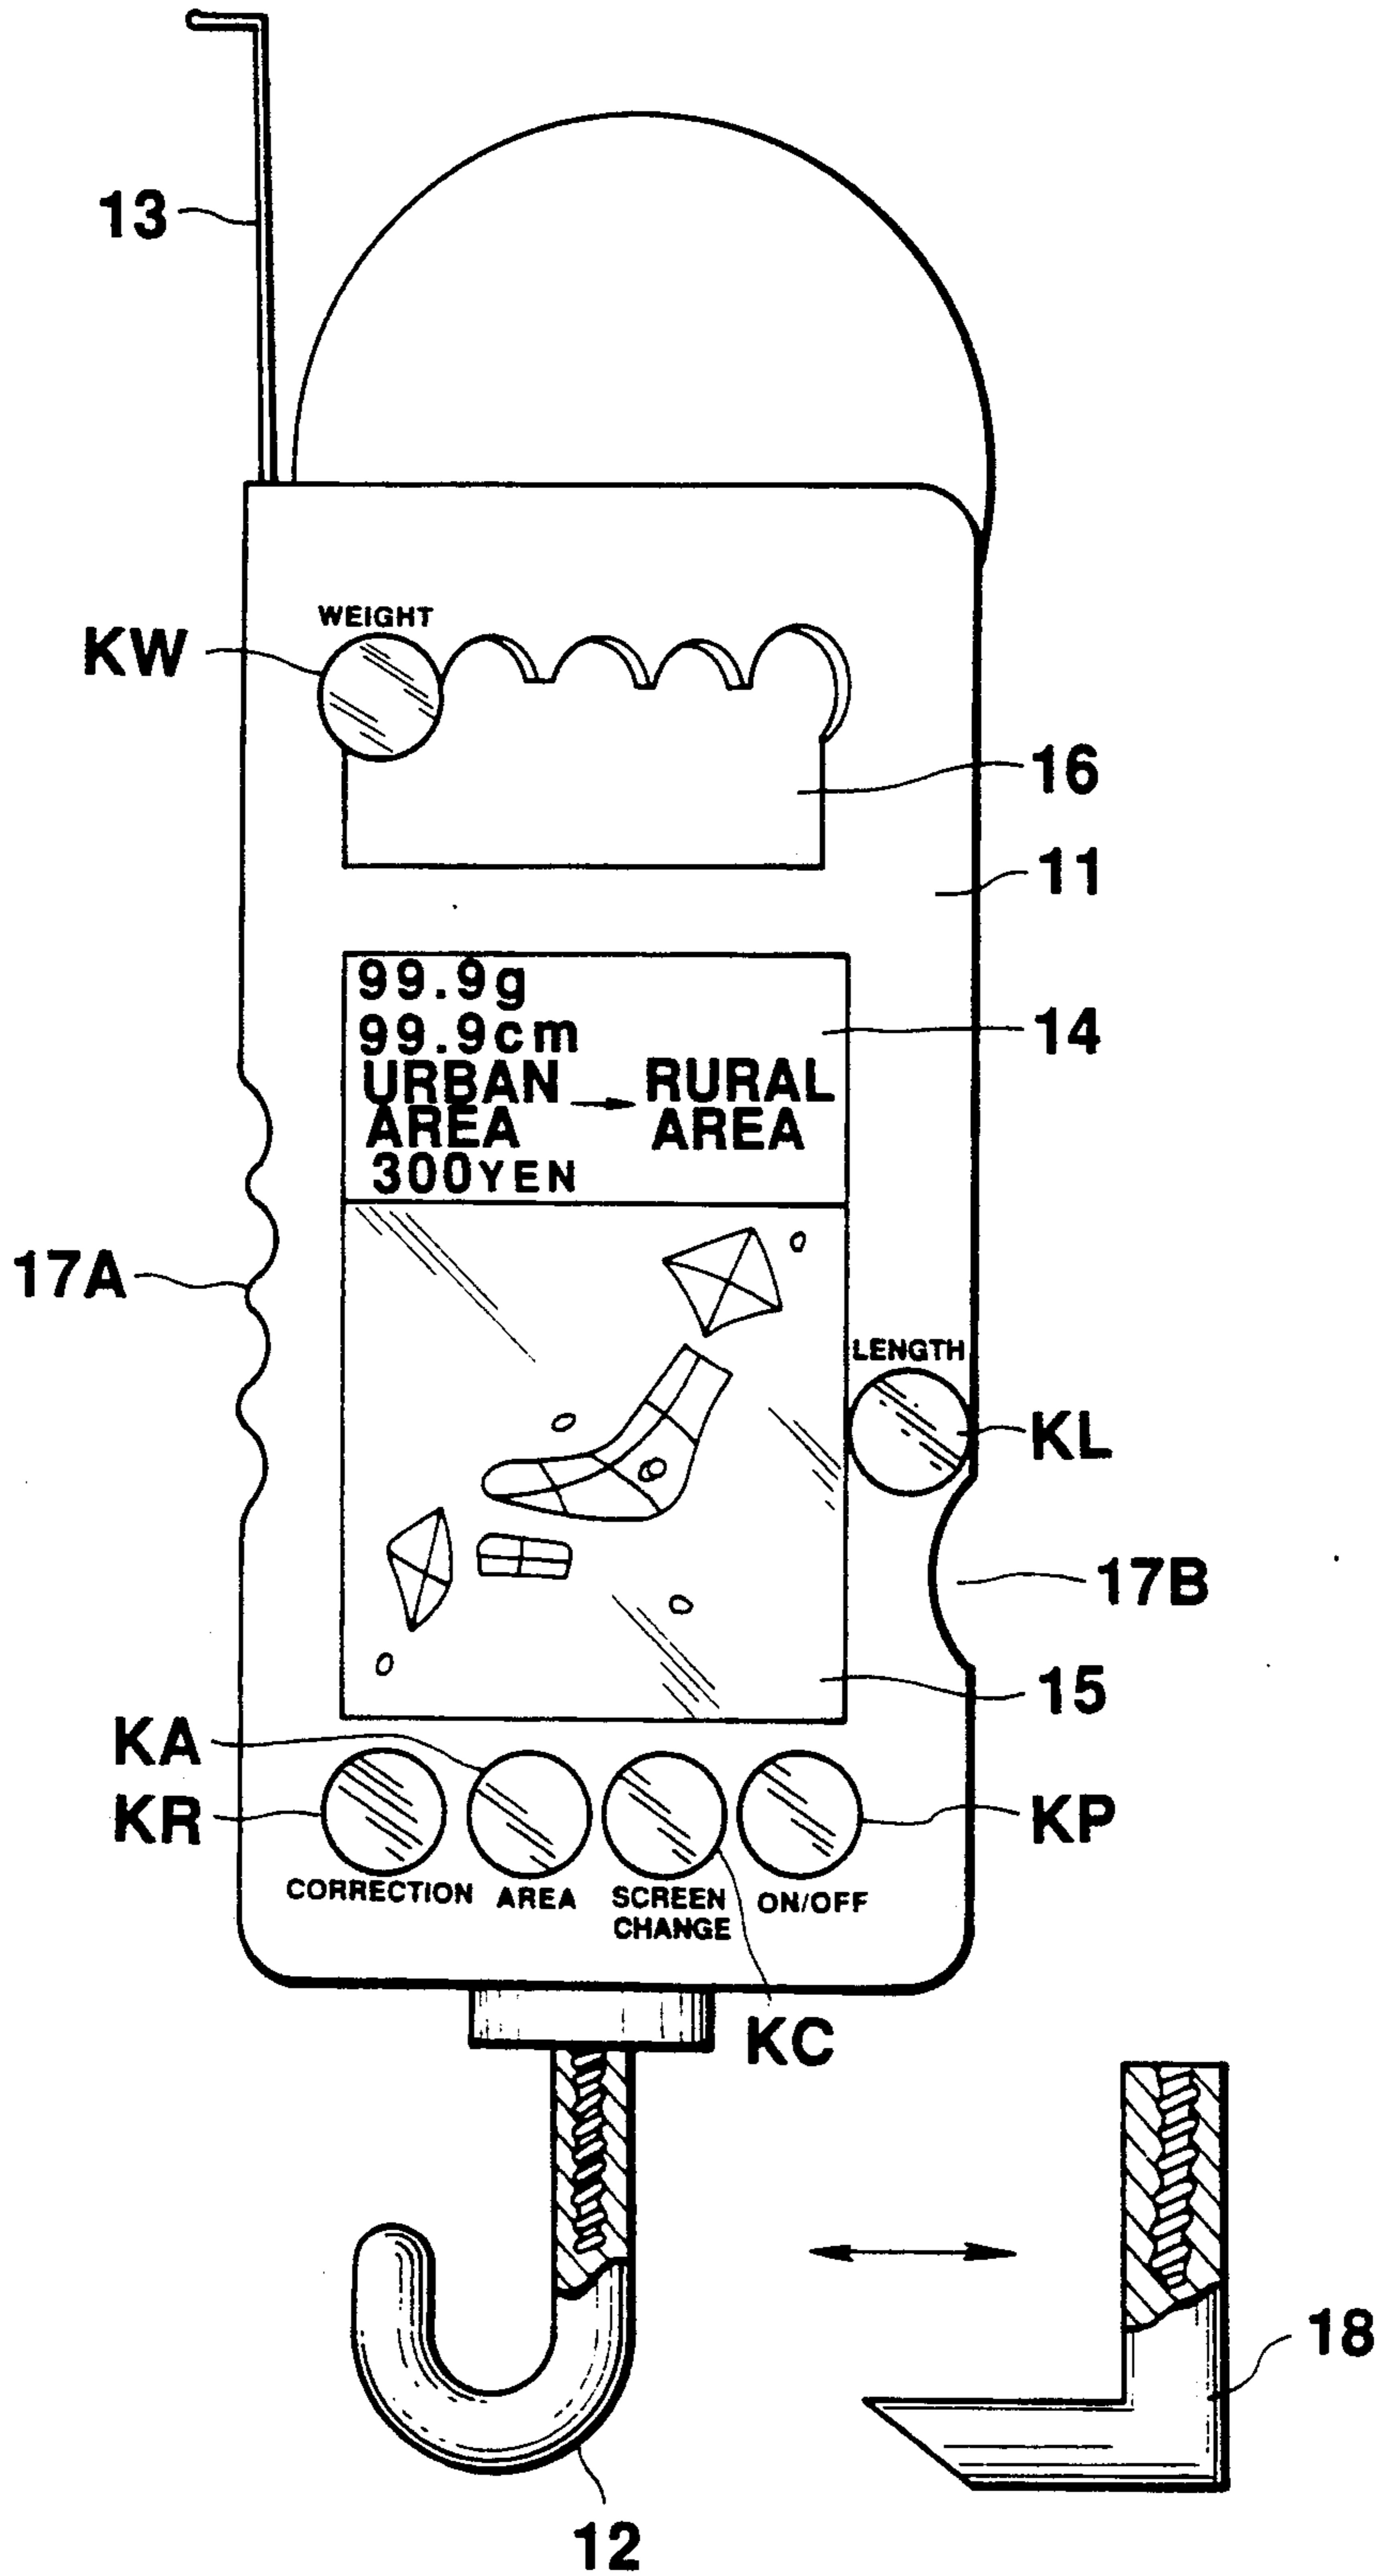 13
WEIGHT
KW
16
11
99.9g
99.9cm
14
URBAN AREA → RURAL AREA
300YEN
17A
LENGTH
KL
17B
15
KA
KR
KP
CORRECTION
AREA
SCREEN CHANGE
ON/OFF
KC
18
12